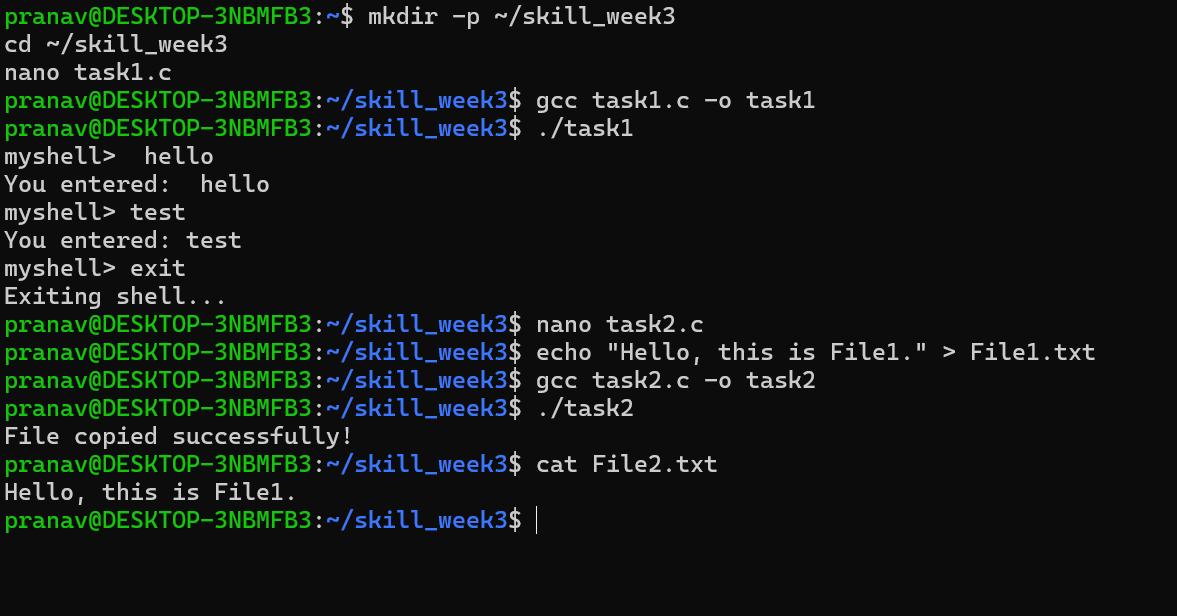 pranav@DESKTOP-3NBMFB3:~$ mkdir -p ~/skill_week3
cd ~/skill_week3
nano task1.c
pranav@DESKTOP-3NBMFB3:~/skill_week3$ gcc task1.c -o task1
pranav@DESKTOP-3NBMFB3:~/skill_week3$ ./task1
myshell>  hello
You entered:  hello
myshell> test
You entered: test
myshell> exit
Exiting shell...
pranav@DESKTOP-3NBMFB3:~/skill_week3$ nano task2.c
pranav@DESKTOP-3NBMFB3:~/skill_week3$ echo "Hello, this is File1." > File1.txt
pranav@DESKTOP-3NBMFB3:~/skill_week3$ gcc task2.c -o task2
pranav@DESKTOP-3NBMFB3:~/skill_week3$ ./task2
File copied successfully!
pranav@DESKTOP-3NBMFB3:~/skill_week3$ cat File2.txt
Hello, this is File1.
pranav@DESKTOP-3NBMFB3:~/skill_week3$